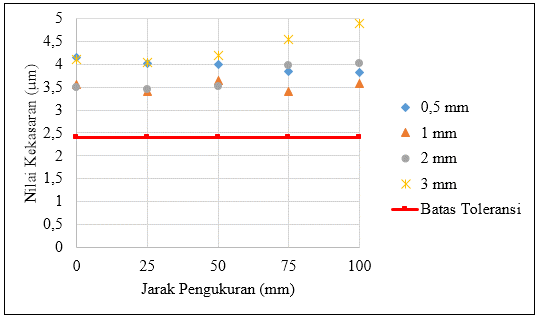 5
4,5
4
3,5
3
2,5
2
1,5
1
0,5
0
Nilai Kekasaran (µm)
0 25 50 75 100
Jarak Pengukuran (mm)
0,5 mm
1 mm
2 mm
3 mm
Batas Toleransi